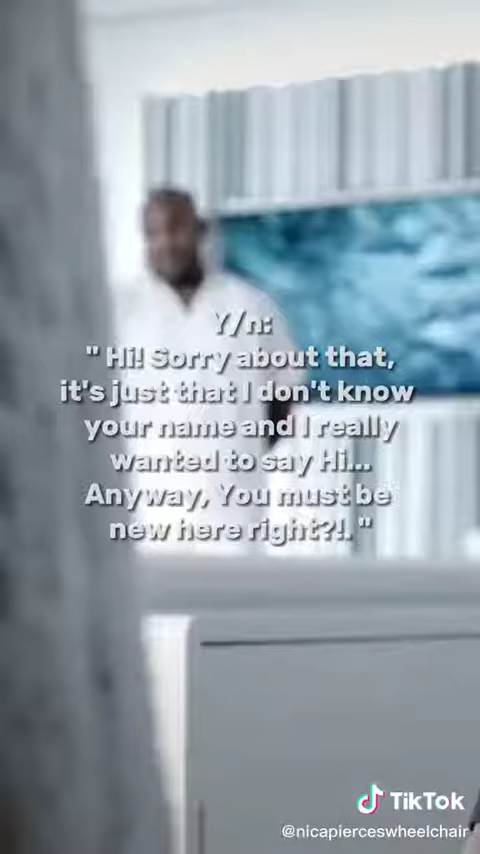 Y/n:
" Hi! Sorry about that,
it's just that I don't know
your name and I really
wanted to say Hi...
Anyway, You must be
new here right?!. "
TikTok
@nicapierceswheelchair